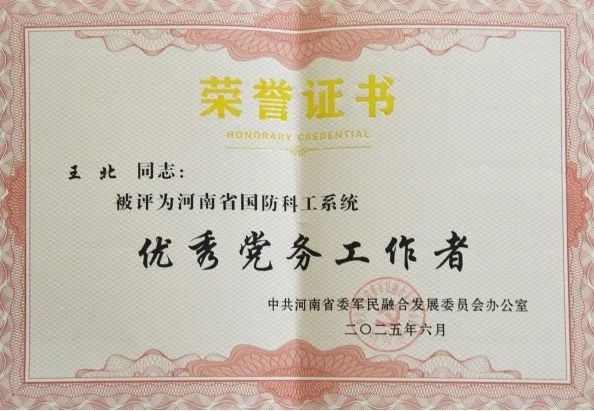 荣誉证书
HONORARY CREDENTIAL
王北 同志：
被评为河南省国防科工系统
优秀党务工作者
中共河南省委军民融合发展委员会办公室
二〇二五年六月